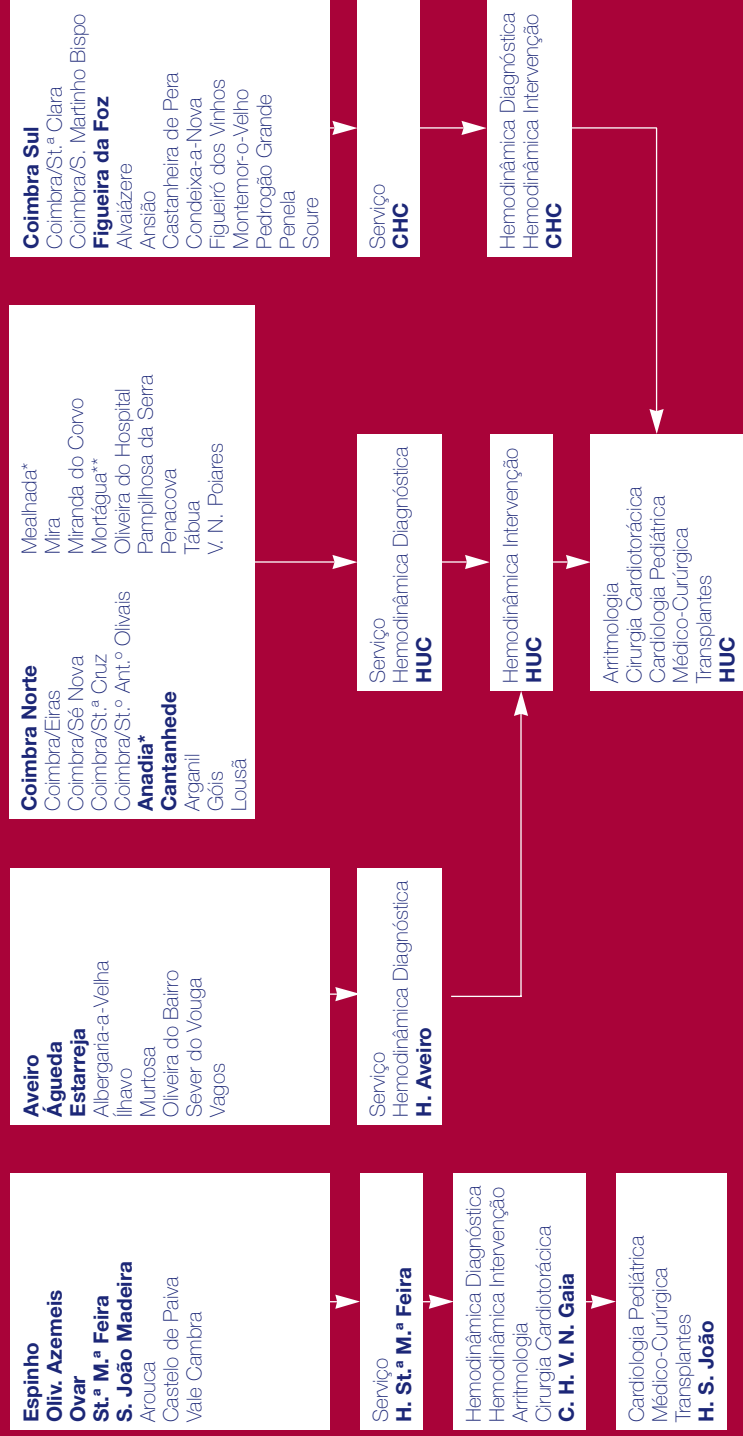 Espinho
Oliv. Azemeis
Ovar
St.ª M.ª Feira
S. João Madeira
Arouca
Castelo de Paiva
Vale Cambra
Serviço
H. St.ª M.ª Feira
Hemodinâmica Diagnóstica
Hemodinâmica Intervenção
Arritmologia
Cirurgia Cardiotorácica
C. H. V. N. Gaia
Cardiologia Pediátrica
Médico-Curúrgica
Transplantes
H. S. João
Aveiro
Águeda
Estarreja
Albergaria-a-Velha
Ílhavo
Murtosa
Oliveira do Bairro
Sever do Vouga
Vagos
Serviço
Hemodinâmica Diagnóstica
H. Aveiro
Coimbra Norte
Coimbra/Eiras
Coimbra/Sé Nova
Coimbra/St.ª Cruz
Coimbra/St.º Ant.º Olivais
Anadia*
Cantanhede
Arganil
Góis
Lousã
Mealhada*
Mira
Miranda do Corvo
Mortágua**
Oliveira do Hospital
Pampilhosa da Serra
Penacova
Tábua
V. N. Poiares
Serviço
Hemodinâmica Diagnóstica
HUC
Hemodinâmica Intervenção
HUC
Arritmologia
Cirurgia Cardiotorácica
Cardiologia Pediátrica
Médico-Curúrgica
Transplantes
HUC
Coimbra Sul
Coimbra/St.ª Clara
Coimbra/S. Martinho Bispo
Figueira da Foz
Alvaiázere
Ansião
Castanheira de Pera
Condeixa-a-Nova
Figueiró dos Vinhos
Montemor-o-Velho
Pedrogão Grande
Penela
Soure
Serviço
CHC
Hemodinâmica Diagnóstica
Hemodinâmica Intervenção
CHC